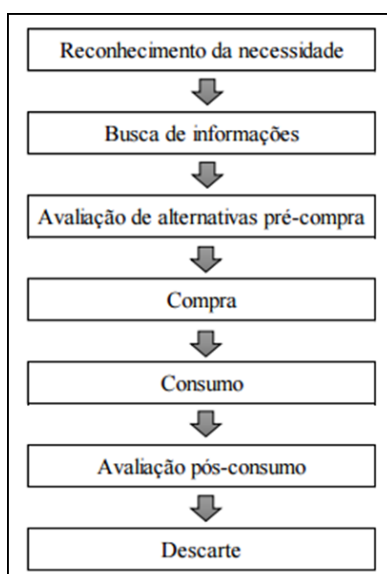 Reconhecimento da necessidade
Busca de informações
Avaliação de alternativas pré-compra
Compra
Consumo
Avaliação pós-consumo
Descarte